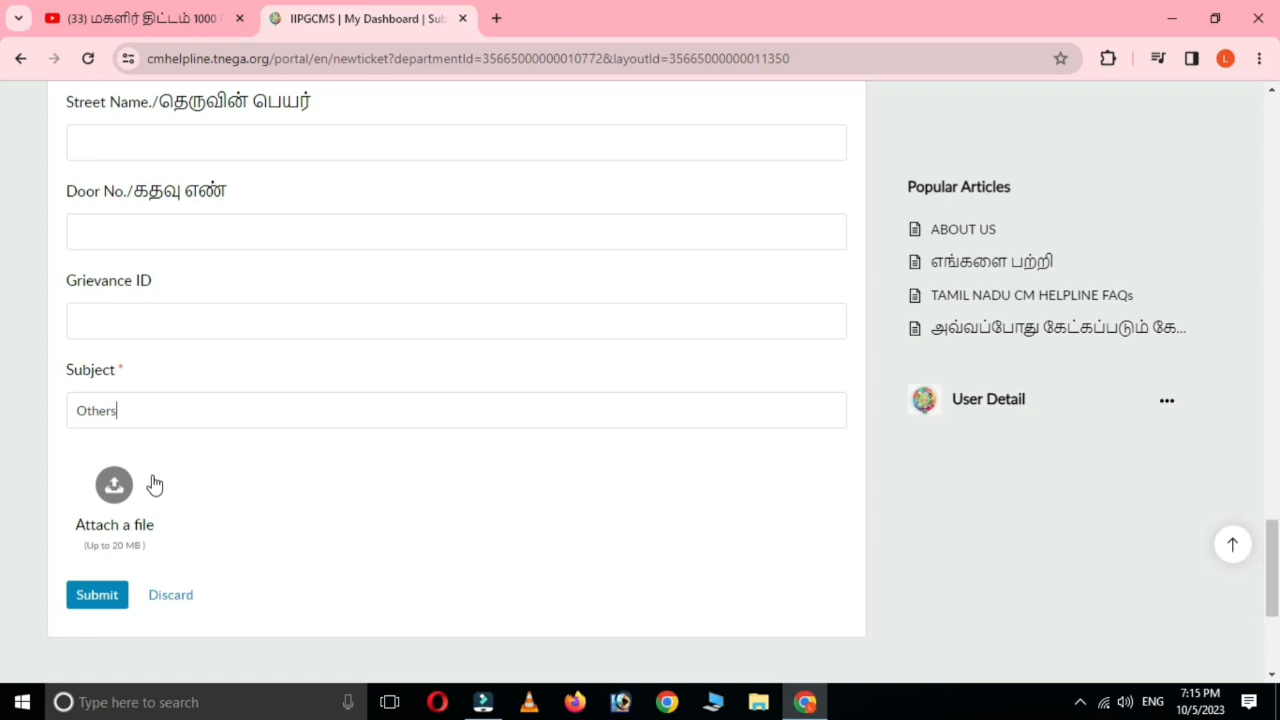 (33) மகளிர் திட்டம் 1000
IIPGCMS | My Dashboard | Sub
cmhelpline.tnega.org/portal/en/newticket?departmentId=35665000000010772&layoutId=35665000000011350
L
Street Name./தெருவின் பெயர்
Door No./கதவு எண்
Grievance ID
Subject *
Others
Attach a file
(Up to 20 MB )
Submit Discard
Popular Articles
ABOUT US
எங்களை பற்றி
TAMIL NADU CM HELPLINE FAQs
அவ்வப்போது கேட்கப்படும் கே...
User Detail
Type here to search
ENG
7:15 PM
10/5/2023